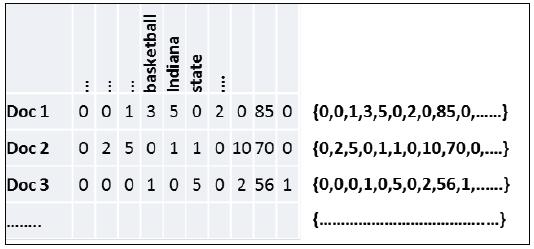 ... ... ... basketball Indiana state ....
Doc 1 0 0 1 3 5 0 2 0 85 0 {0,0,1,3,5,0,2,0,85,0,......}
Doc 2 0 2 5 0 1 1 0 10 70 0 {0,2,5,0,1,1,0,10,70,0,....}
Doc 3 0 0 0 1 0 5 0 2 56 1 {0,0,0,1,0,5,0,2,56,1,.......}
........ {.......................................}